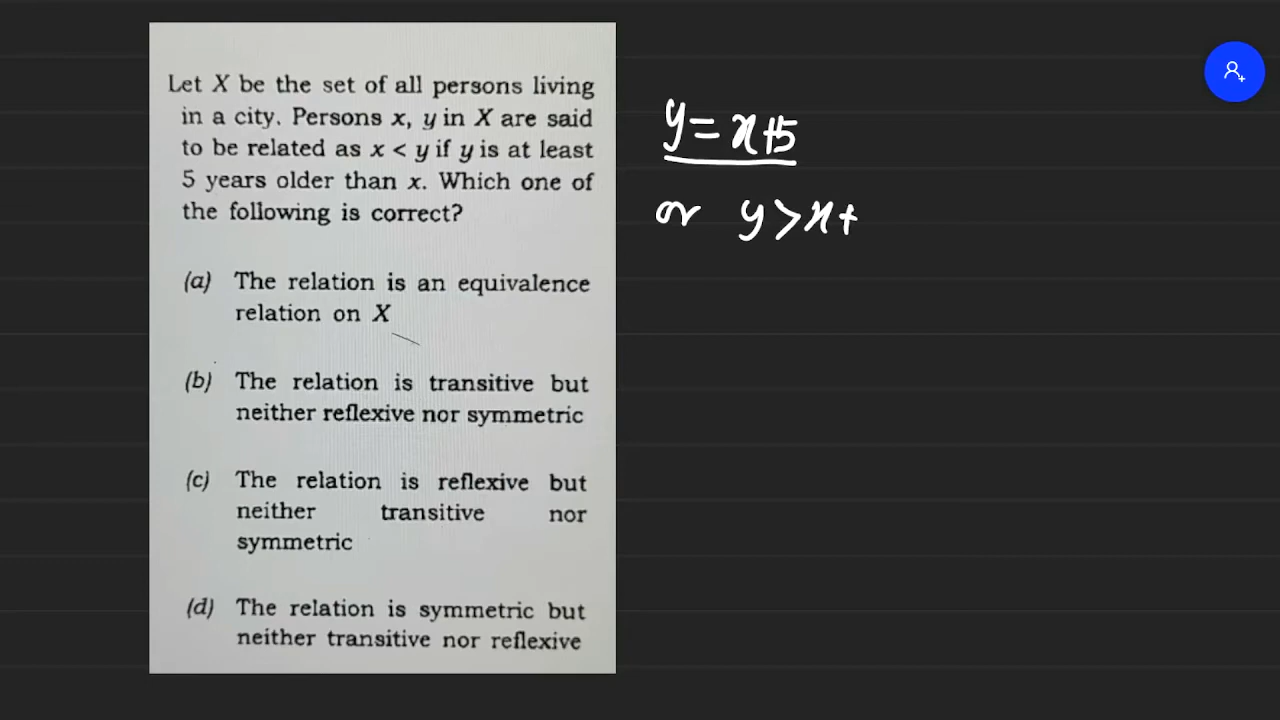 Let X be the set of all persons living
in a city. Persons x, y in X are said
to be related as x < y if y is at least
5 years older than x. Which one of
the following is correct?
(a) The relation is an equivalence
relation on X
(b) The relation is transitive but
neither reflexive nor symmetric
(c) The relation is reflexive but
neither transitive nor
symmetric
(d) The relation is symmetric but
neither transitive nor reflexive
y = x+5
or y > x+